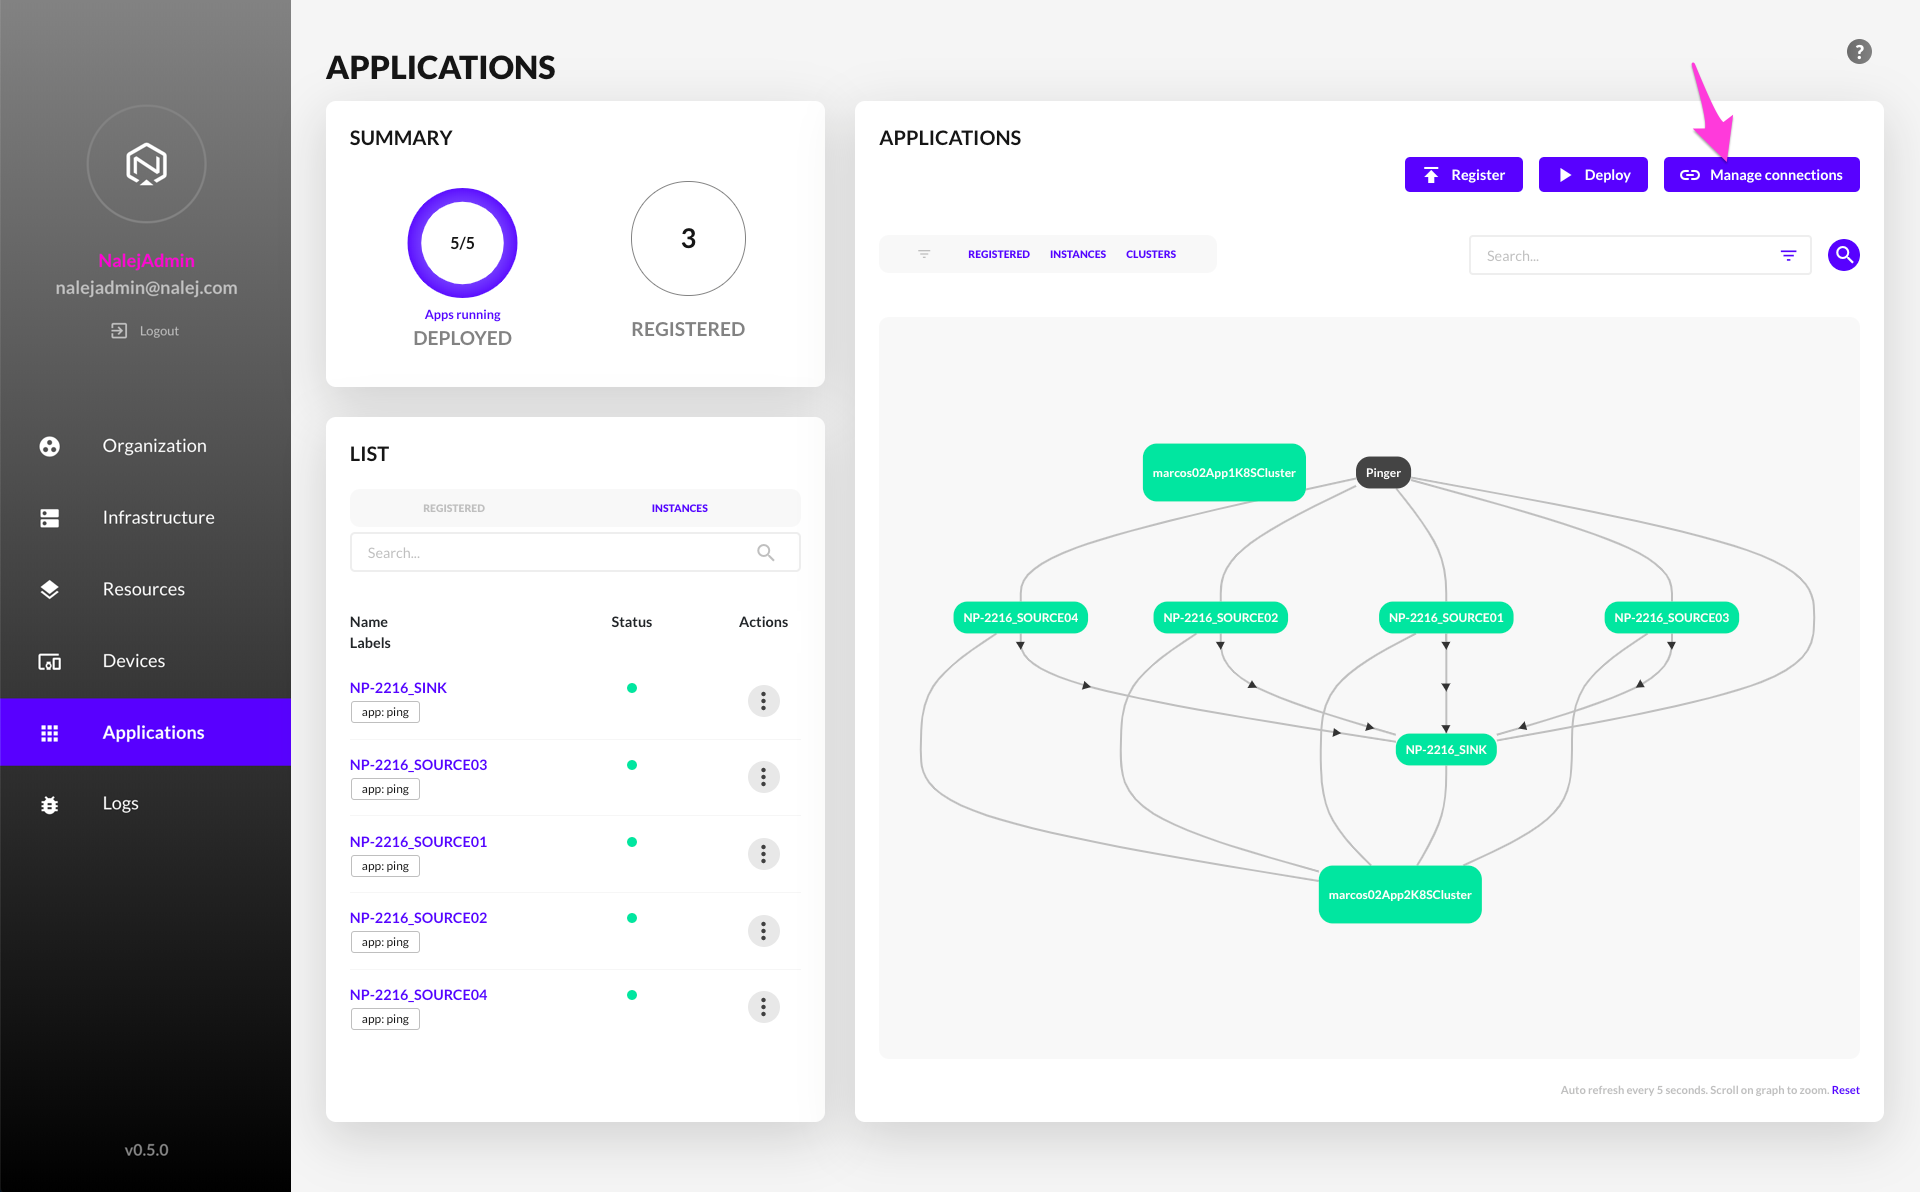 NalejAdmin
nalejadmin@nalej.com
Logout
Organization
Infrastructure
Resources
Devices
Applications
Logs
v0.5.0
APPLICATIONS
?
SUMMARY
5/5
Apps running
DEPLOYED
3
REGISTERED
LIST
REGISTERED INSTANCES
Search...
Name Status Actions
Labels
NP-2216_SINK
app: ping
NP-2216_SOURCE03
app: ping
NP-2216_SOURCE01
app: ping
NP-2216_SOURCE02
app: ping
NP-2216_SOURCE04
app: ping
APPLICATIONS
Register Deploy Manage connections
REGISTERED INSTANCES CLUSTERS
Search...
marcos02App1K8SCluster Pinger
NP-2216_SOURCE04 NP-2216_SOURCE02 NP-2216_SOURCE01 NP-2216_SOURCE03
NP-2216_SINK
marcos02App2K8SCluster
Auto refresh every 5 seconds. Scroll on graph to zoom. Reset